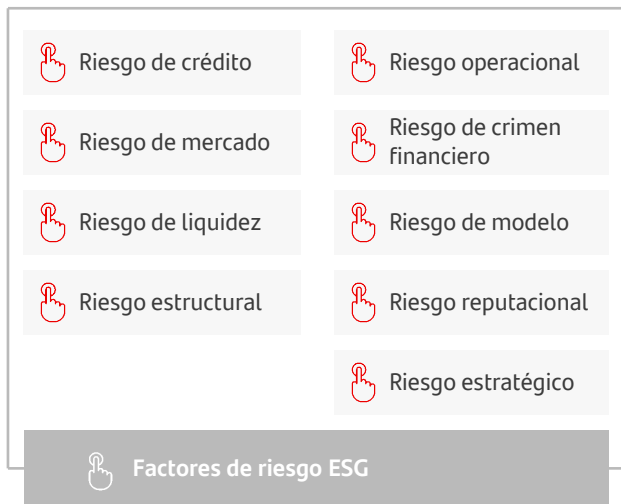 Riesgo de crédito
Riesgo operacional
Riesgo de mercado
Riesgo de crimen
financiero
Riesgo de liquidez
Riesgo de modelo
Riesgo estructural
Riesgo reputacional
Riesgo estratégico
Factores de riesgo ESG